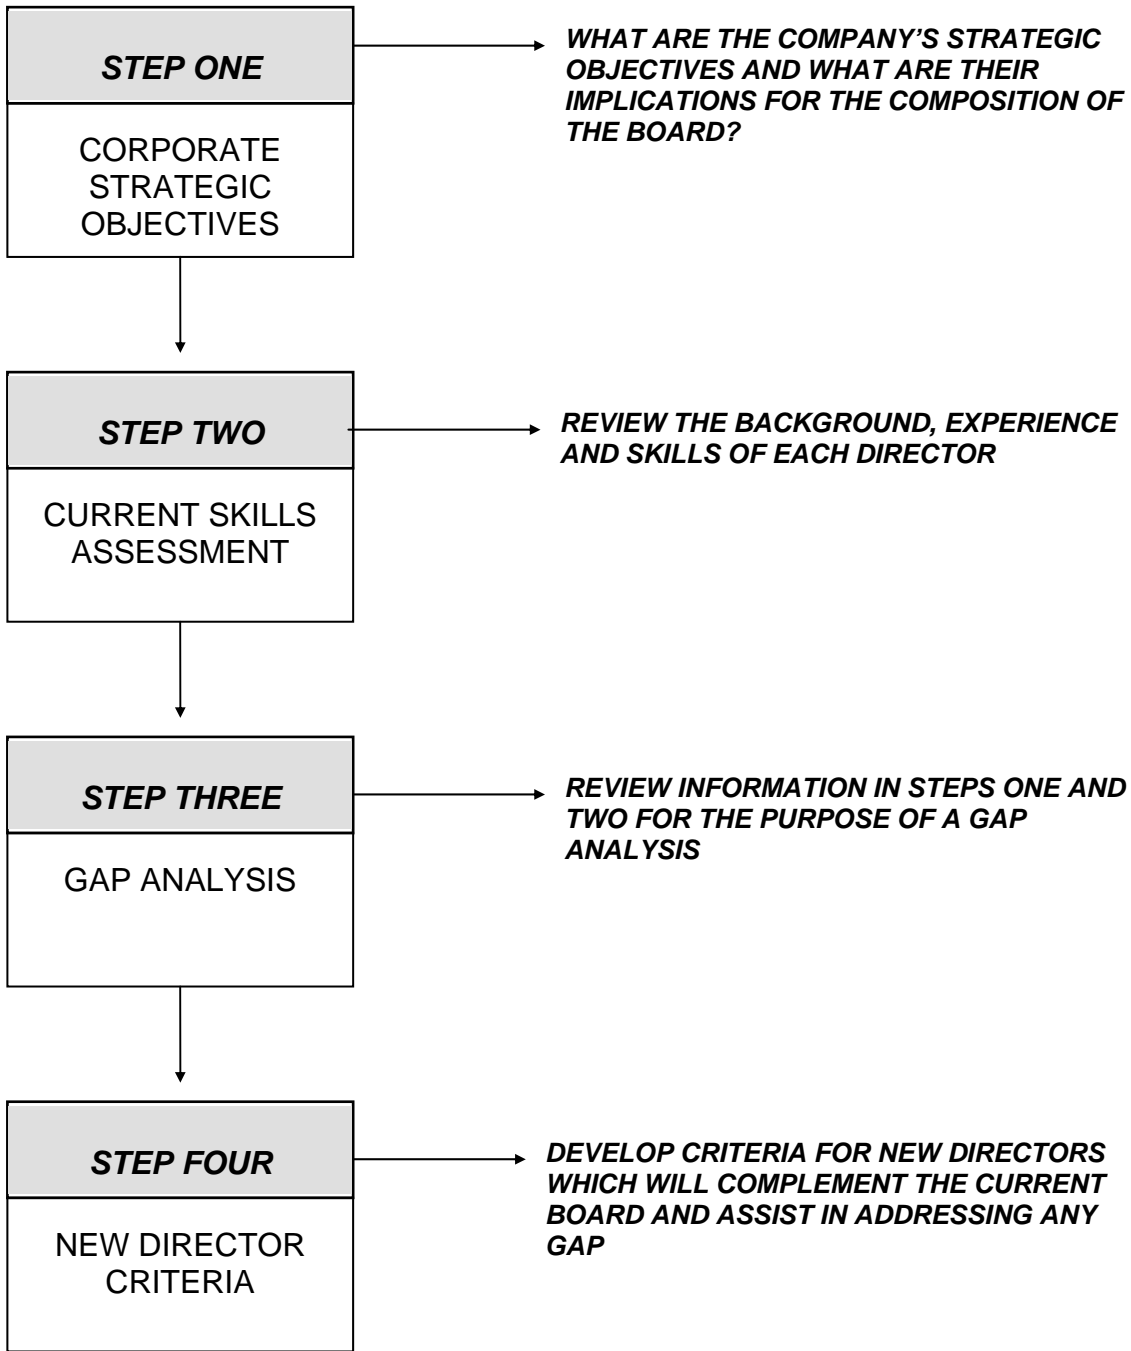 STEP ONE
WHAT ARE THE COMPANY’S STRATEGIC
OBJECTIVES AND WHAT ARE THEIR
IMPLICATIONS FOR THE COMPOSITION OF
THE BOARD?
CORPORATE
STRATEGIC
OBJECTIVES
STEP TWO
REVIEW THE BACKGROUND, EXPERIENCE
AND SKILLS OF EACH DIRECTOR
CURRENT SKILLS
ASSESSMENT
STEP THREE
REVIEW INFORMATION IN STEPS ONE AND
TWO FOR THE PURPOSE OF A GAP
ANALYSIS
GAP ANALYSIS
STEP FOUR
DEVELOP CRITERIA FOR NEW DIRECTORS
WHICH WILL COMPLEMENT THE CURRENT
BOARD AND ASSIST IN ADDRESSING ANY
GAP
NEW DIRECTOR
CRITERIA